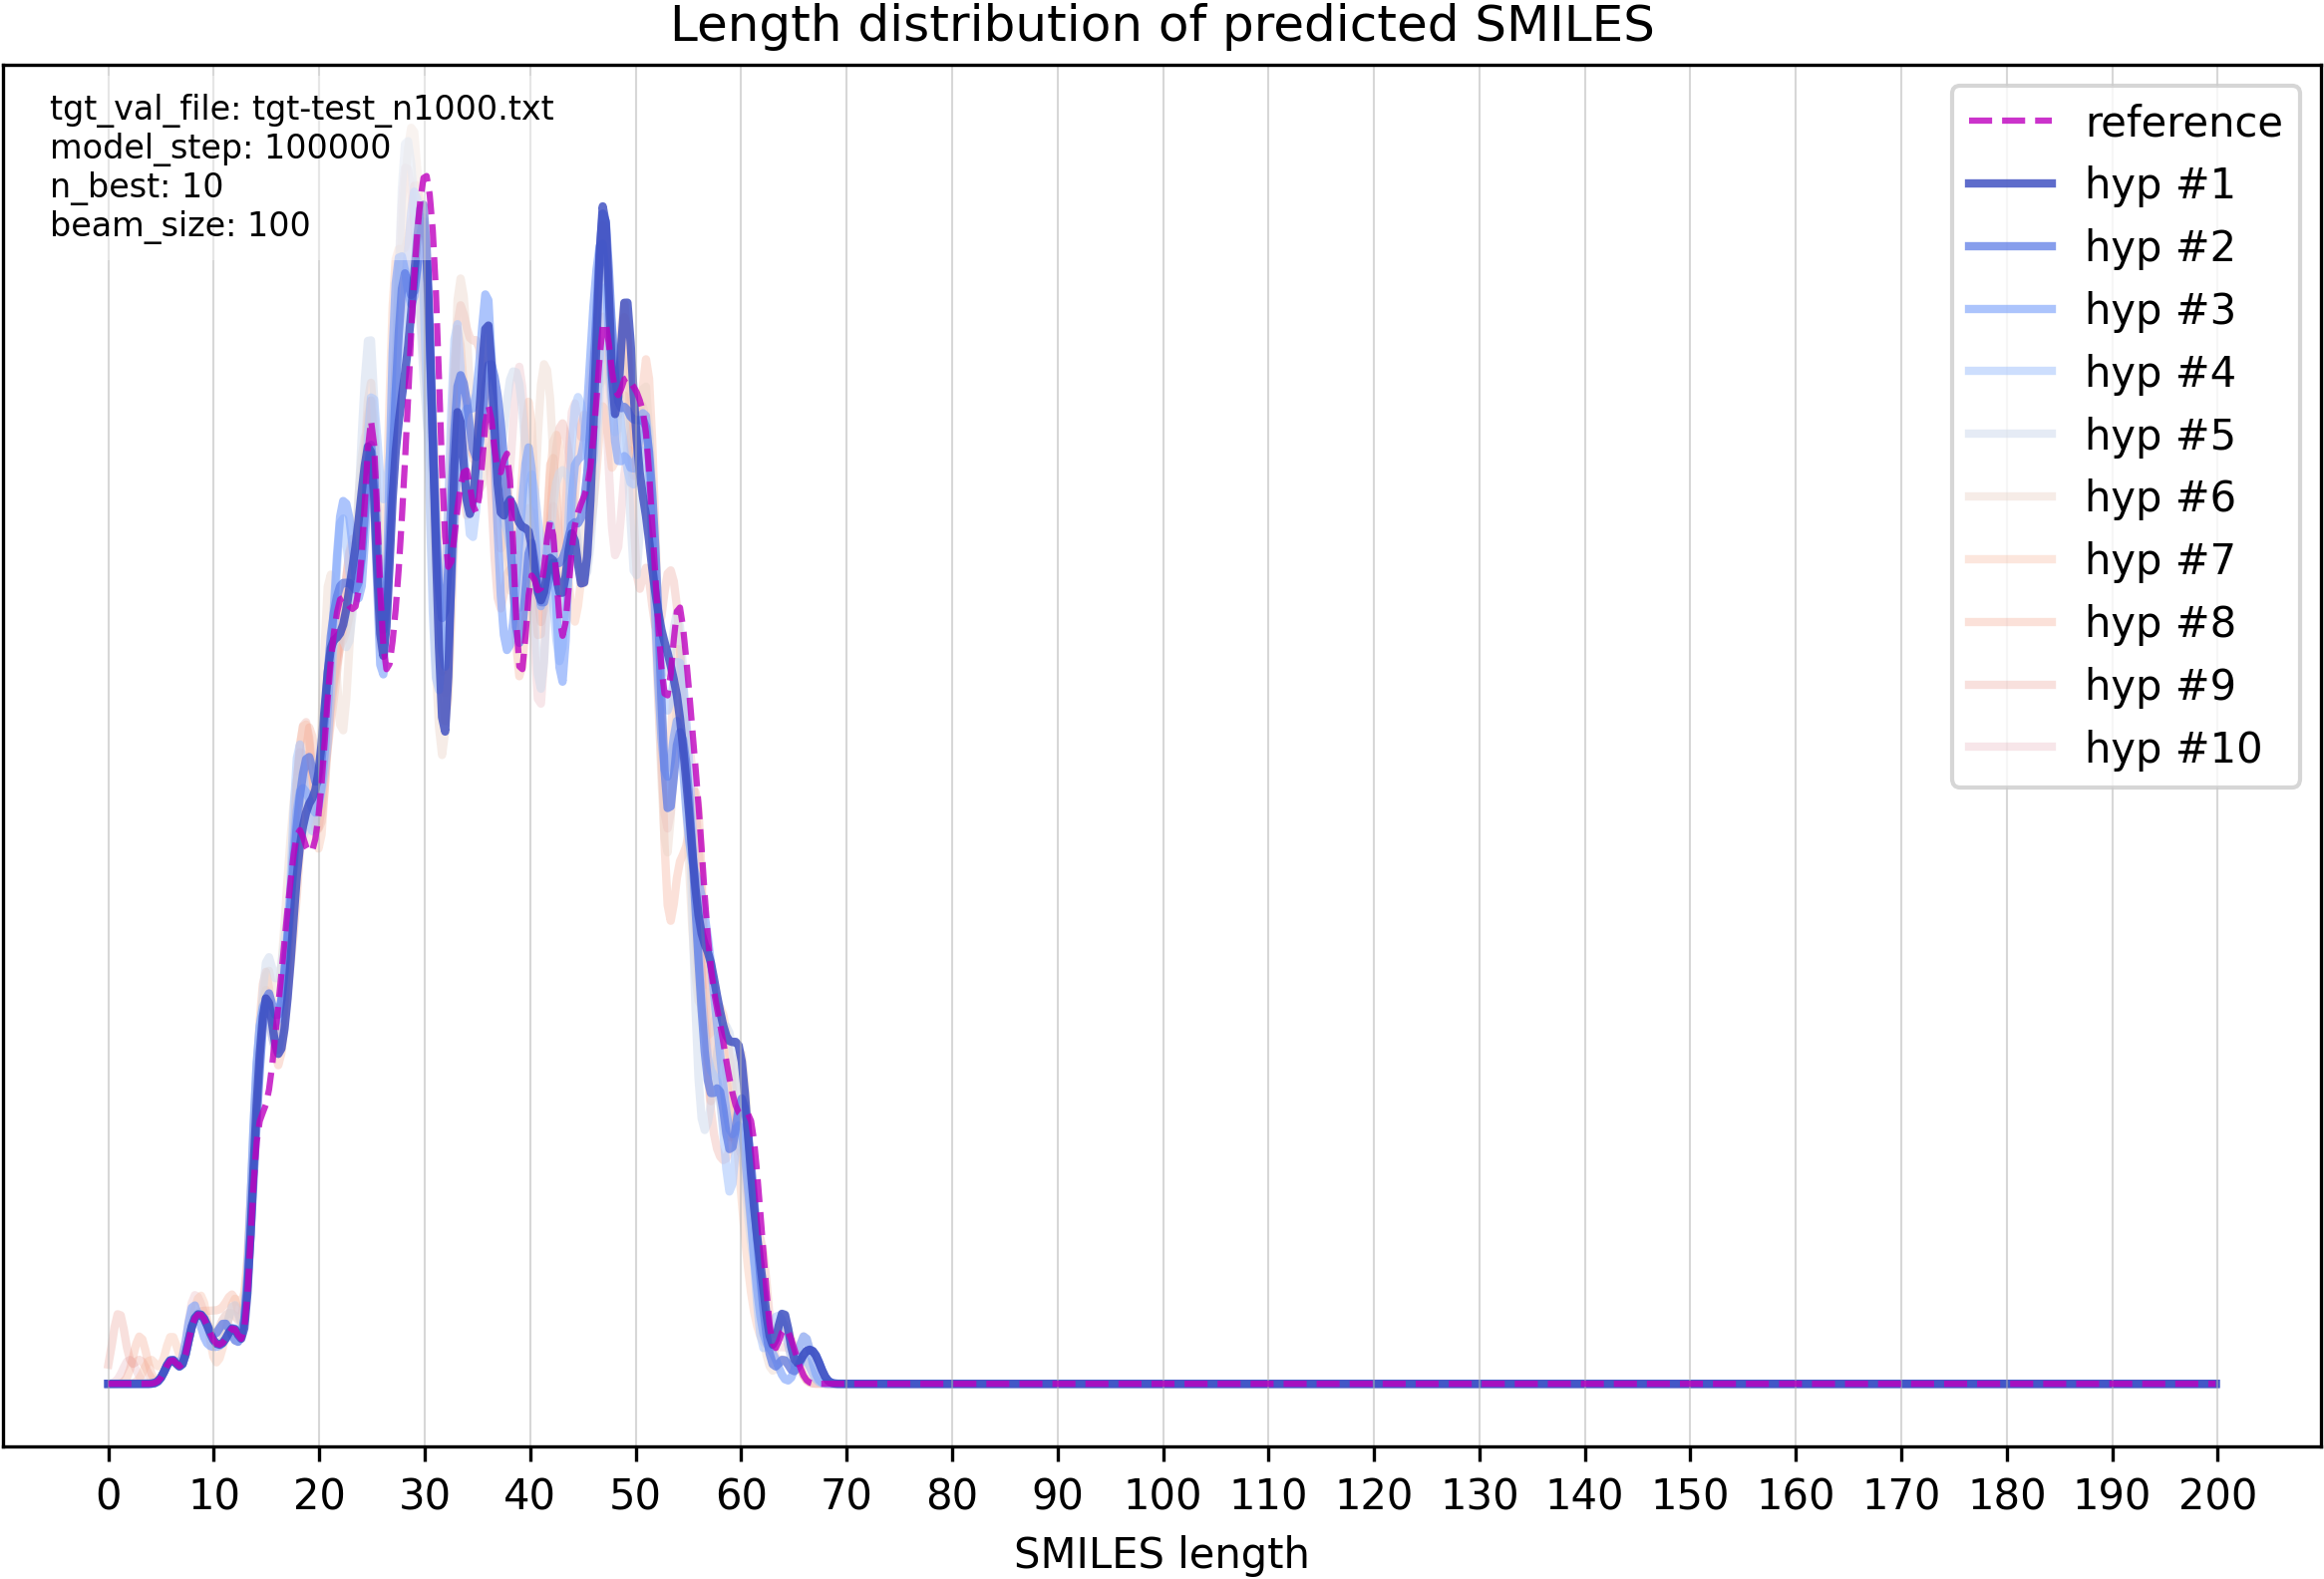 Length distribution of predicted SMILES
tgt_val_file: tgt-test_n1000.txt
model_step: 100000
n_best: 10
beam_size: 100
reference
hyp #1
hyp #2
hyp #3
hyp #4
hyp #5
hyp #6
hyp #7
hyp #8
hyp #9
hyp #10
0 10 20 30 40 50 60 70 80 90 100 110 120 130 140 150 160 170 180 190 200
SMILES length